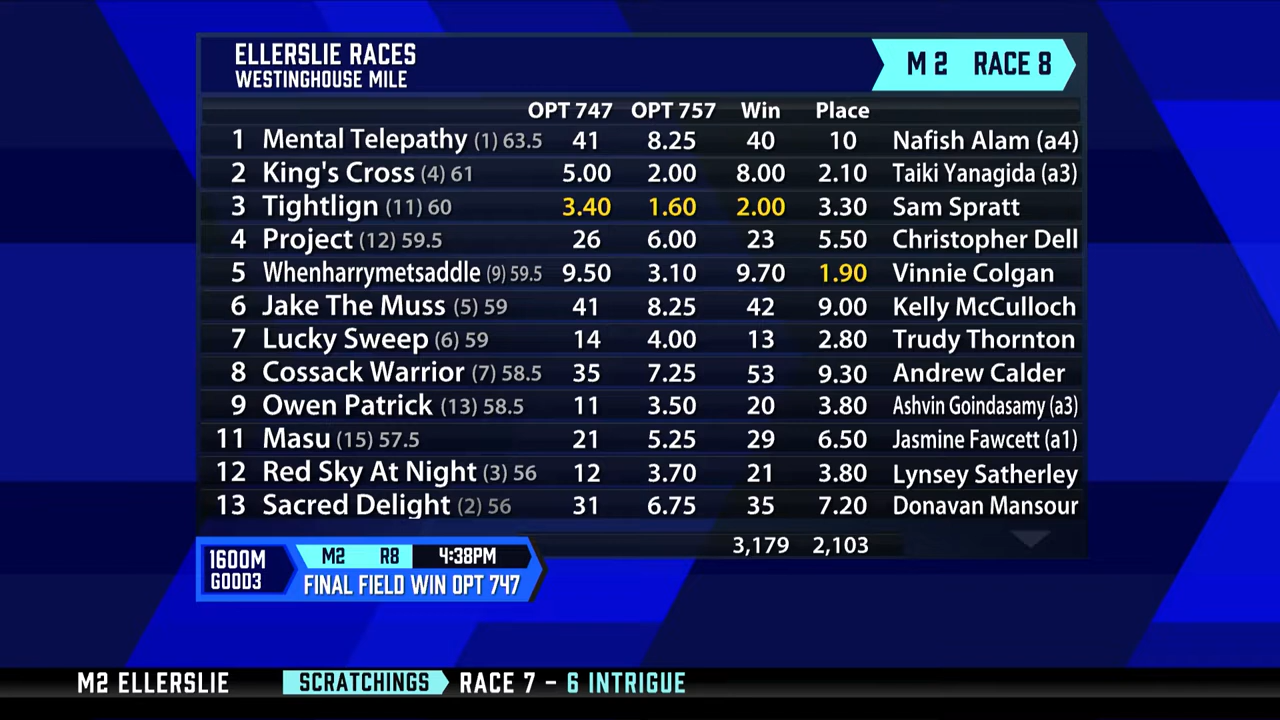 ELLERSLIE RACES
WESTINGHOUSE MILE
M 2 RACE 8
OPT 747 OPT 757 Win Place
1 Mental Telepathy (1) 63.5 41 8.25 40 10 Nafish Alam (a4)
2 King's Cross (4) 61 5.00 2.00 8.00 2.10 Taiki Yanagida (a3)
3 Tightlign (11) 60 3.40 1.60 2.00 3.30 Sam Spratt
4 Project (12) 59.5 26 6.00 23 5.50 Christopher Dell
5 Whenharrymetsaddle (9) 59.5 9.50 3.10 9.70 1.90 Vinnie Colgan
6 Jake The Muss (5) 59 41 8.25 42 9.00 Kelly McCulloch
7 Lucky Sweep (6) 59 14 4.00 13 2.80 Trudy Thornton
8 Cossack Warrior (7) 58.5 35 7.25 53 9.30 Andrew Calder
9 Owen Patrick (13) 58.5 11 3.50 20 3.80 Ashvin Goindasamy (a3)
11 Masu (15) 57.5 21 5.25 29 6.50 Jasmine Fawcett (a1)
12 Red Sky At Night (3) 56 12 3.70 21 3.80 Lynsey Satherley
13 Sacred Delight (2) 56 31 6.75 35 7.20 Donavan Mansour
3,179 2,103
1600M
GOOD3
M2 R8 4:38PM
FINAL FIELD WIN OPT 747
M2 ELLERSLIE SCRATCHINGS RACE 7 - 6 INTRIGUE